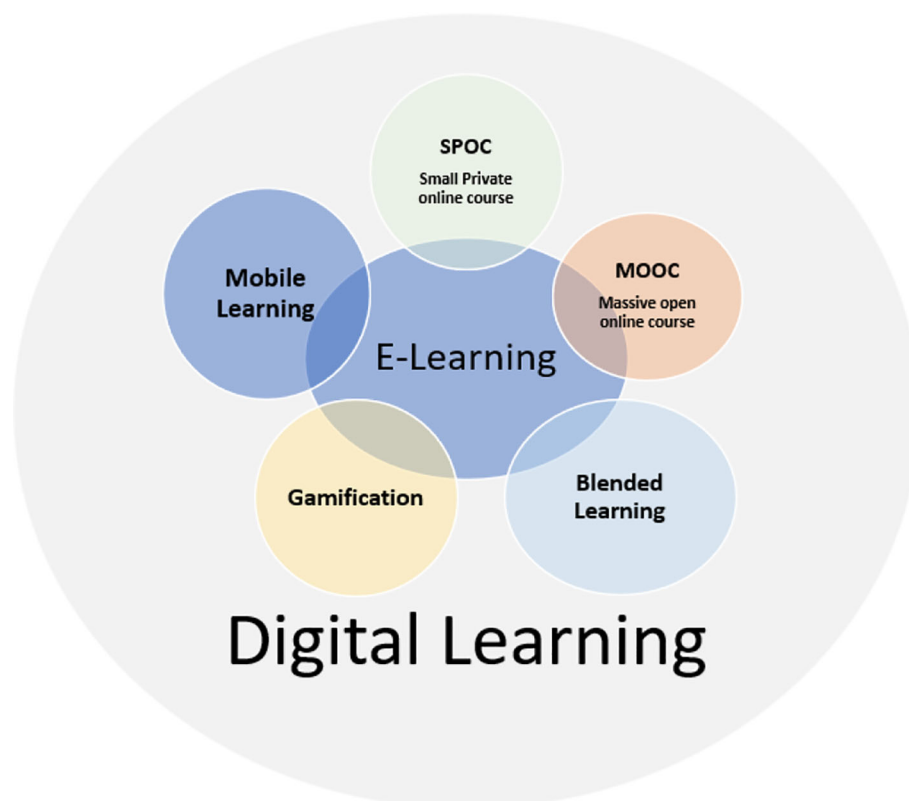 SPOC
Small Private
online course
MOOC
Massive open
online course
Mobile
Learning
E-Learning
Gamification
Blended
Learning
Digital Learning